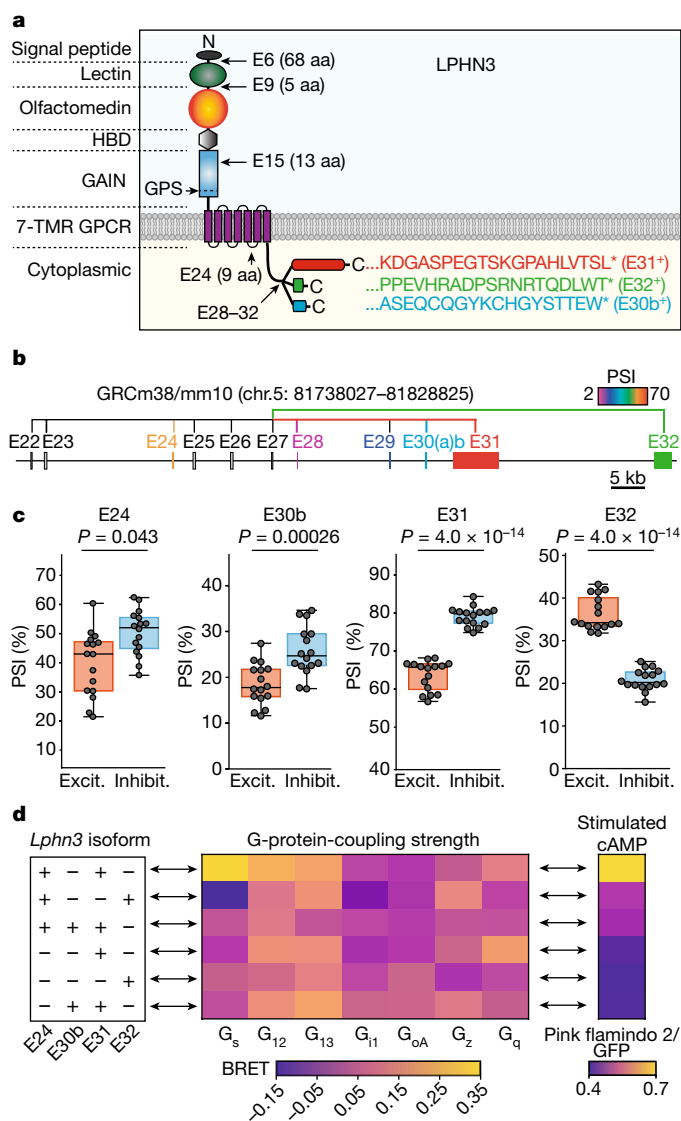 a
N
Signal peptide
E6 (68 aa)
LPHN3
Lectin
E9 (5 aa)
Olfactomedin
HBD
E15 (13 aa)
GAIN
GPS
7-TMR GPCR
Cytoplasmic
E24 (9 aa)
C ...KDGASPEGTSKGPAHLVTSL* (E31+)
C ...PPEVHRADPSRNRTQDLWT* (E32+)
C ...ASEQCQGYKCHGYSTTEW* (E30b+)
E28–32
b
PSI
GRCm38/mm10 (chr.5: 81738027–81828825)
2 70
E22 E23 E24 E25 E26 E27 E28 E29 E30(a)b E31 E32
5 kb
c
E24 E30b E31 E32
P = 0.043 P = 0.00026 P = 4.0 × 10−14 P = 4.0 × 10−14
PSI (%)
70
60
50
40
30
20
10
Excit. Inhibit.
PSI (%)
40
30
20
10
0
Excit. Inhibit.
PSI (%)
90
80
70
60
50
40
Excit. Inhibit.
PSI (%)
50
40
30
20
10
0
Excit. Inhibit.
d
Lphn3 isoform
G-protein-coupling strength
Stimulated
cAMP
+ − + −
+ − − +
+ + + −
− − + −
− − − +
− + + −
E24 E30b E31 E32
Gs G12 G13 Gi1 GoA Gz Gq
BRET
−0.15 −0.05 0.05 0.15 0.25 0.35
Pink flamindo 2/
GFP
0.4 0.7